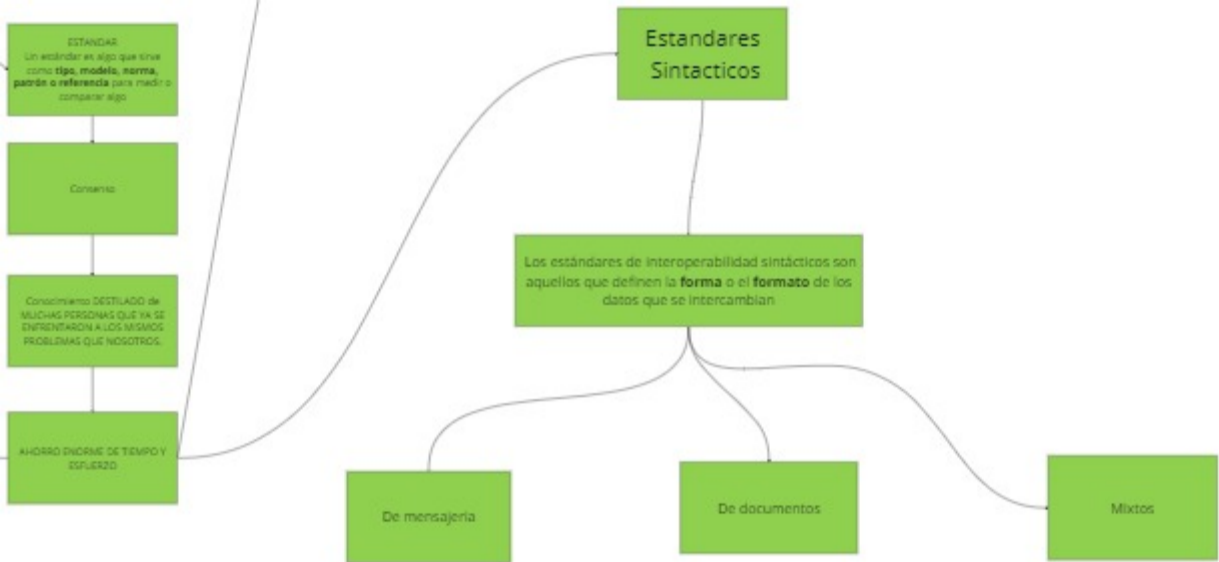 ESTANDAR
Un estándar es algo que sirve
como tipo, modelo, norma,
patrón o referencia para medir o
comparar algo
Consenso
Conocimiento DESTILADO de
MUCHAS PERSONAS QUE YA SE
ENFRENTARON A LOS MISMOS
PROBLEMAS QUE NOSOTROS.
AHORRO ENORME DE TIEMPO Y
ESFUERZO
Estandares
Sintacticos
Los estándares de interoperabilidad sintácticos son
aquellos que definen la forma o el formato de los
datos que se intercambian
De mensajería
De documentos
Mixtos